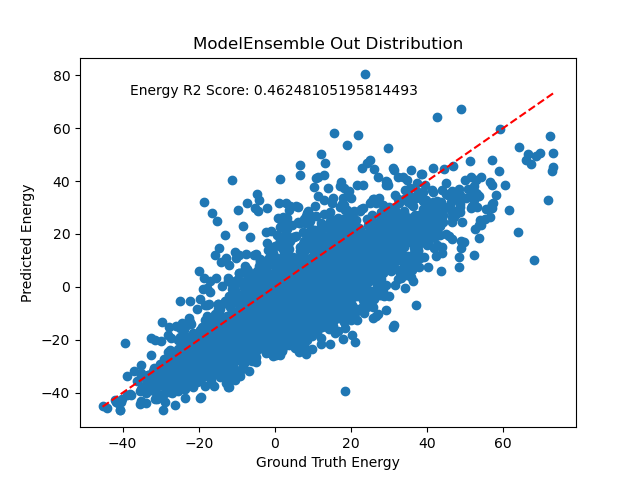 ModelEnsemble Out Distribution
Energy R2 Score: 0.46248105195814493
Predicted Energy
80
60
40
20
0
−20
−40
−40 −20 0 20 40 60
Ground Truth Energy